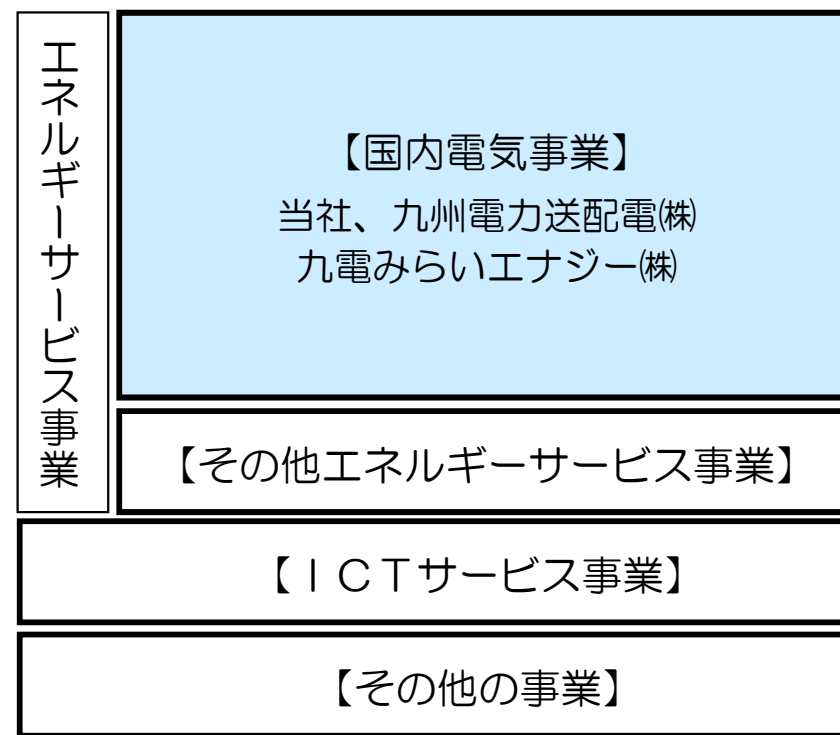 エネルギーサービス事業
【国内電気事業】
当社、九州電力送配電㈱
九電みらいエナジー㈱
【その他エネルギーサービス事業】
【ＩＣＴサービス事業】
【その他の事業】